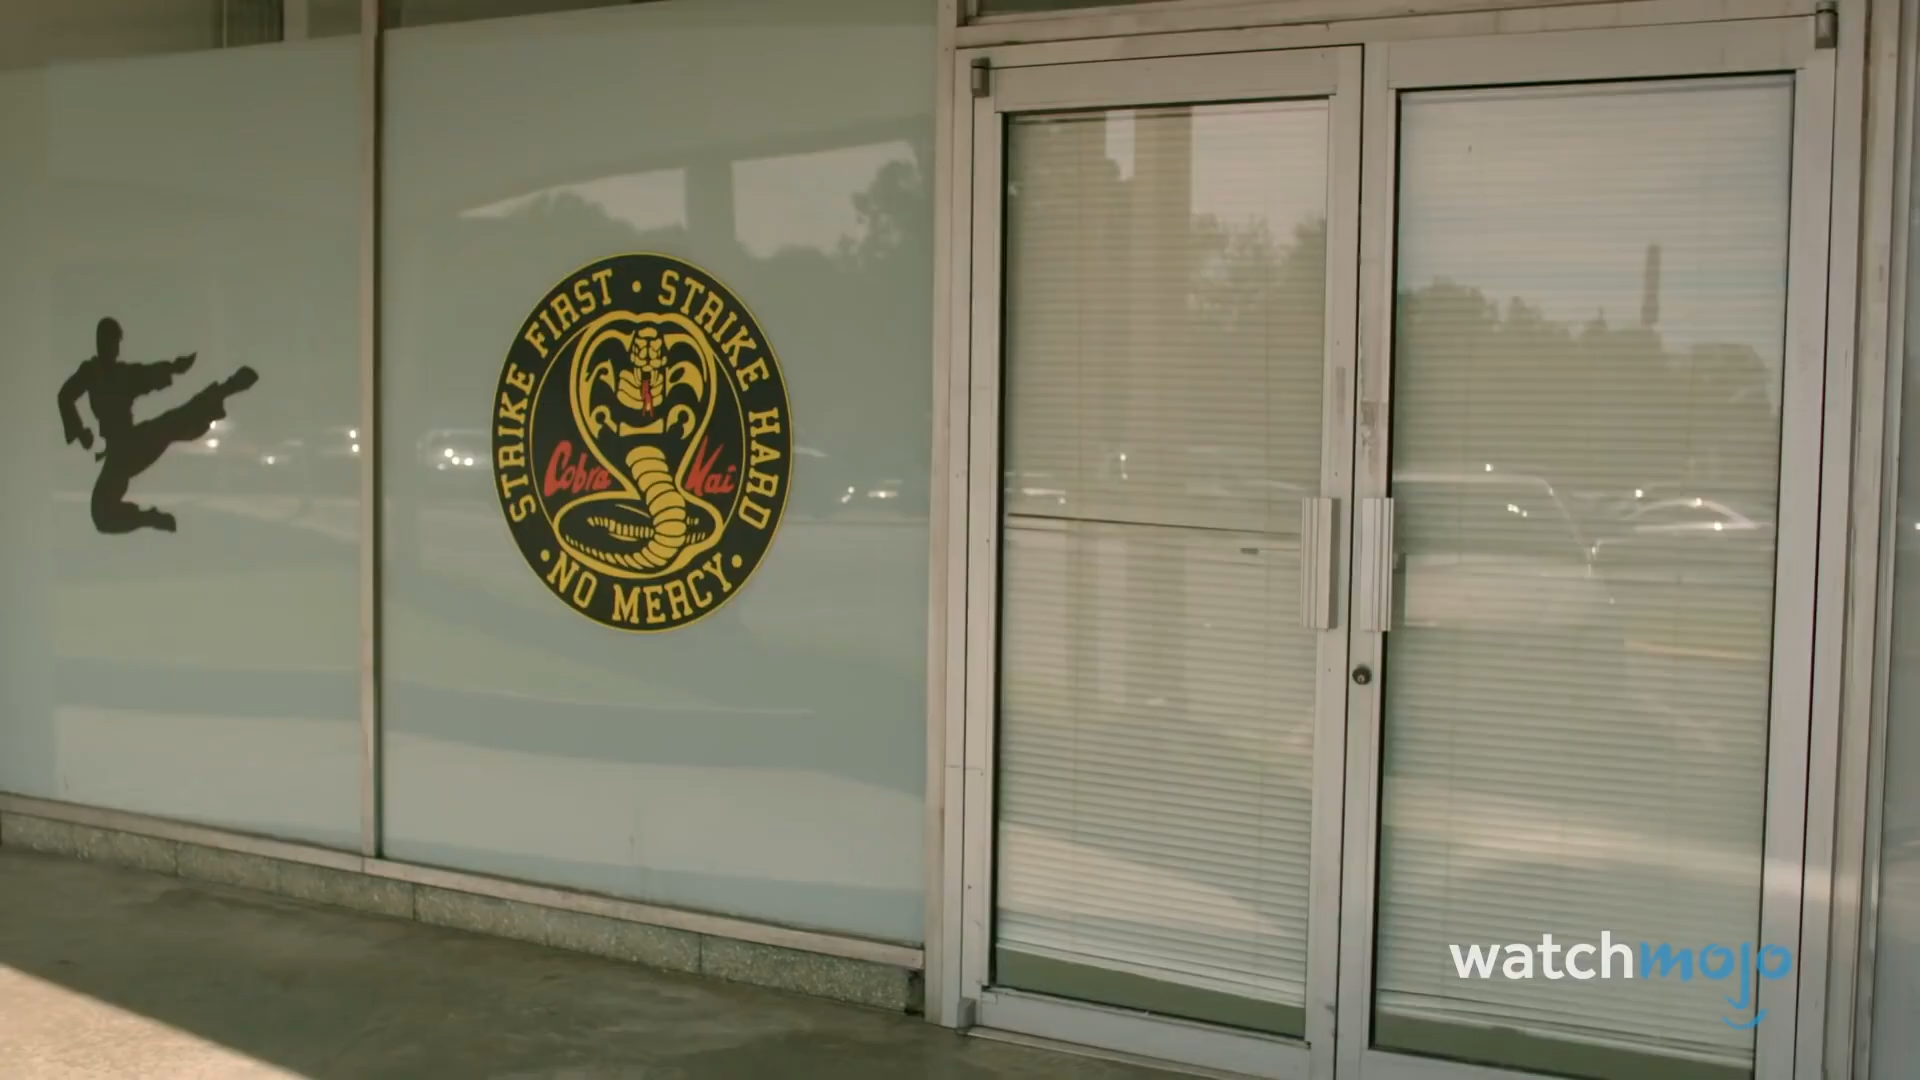 STRIKE FIRST • STRIKE HARD
• NO MERCY •
Cobra Kai
watchmojo